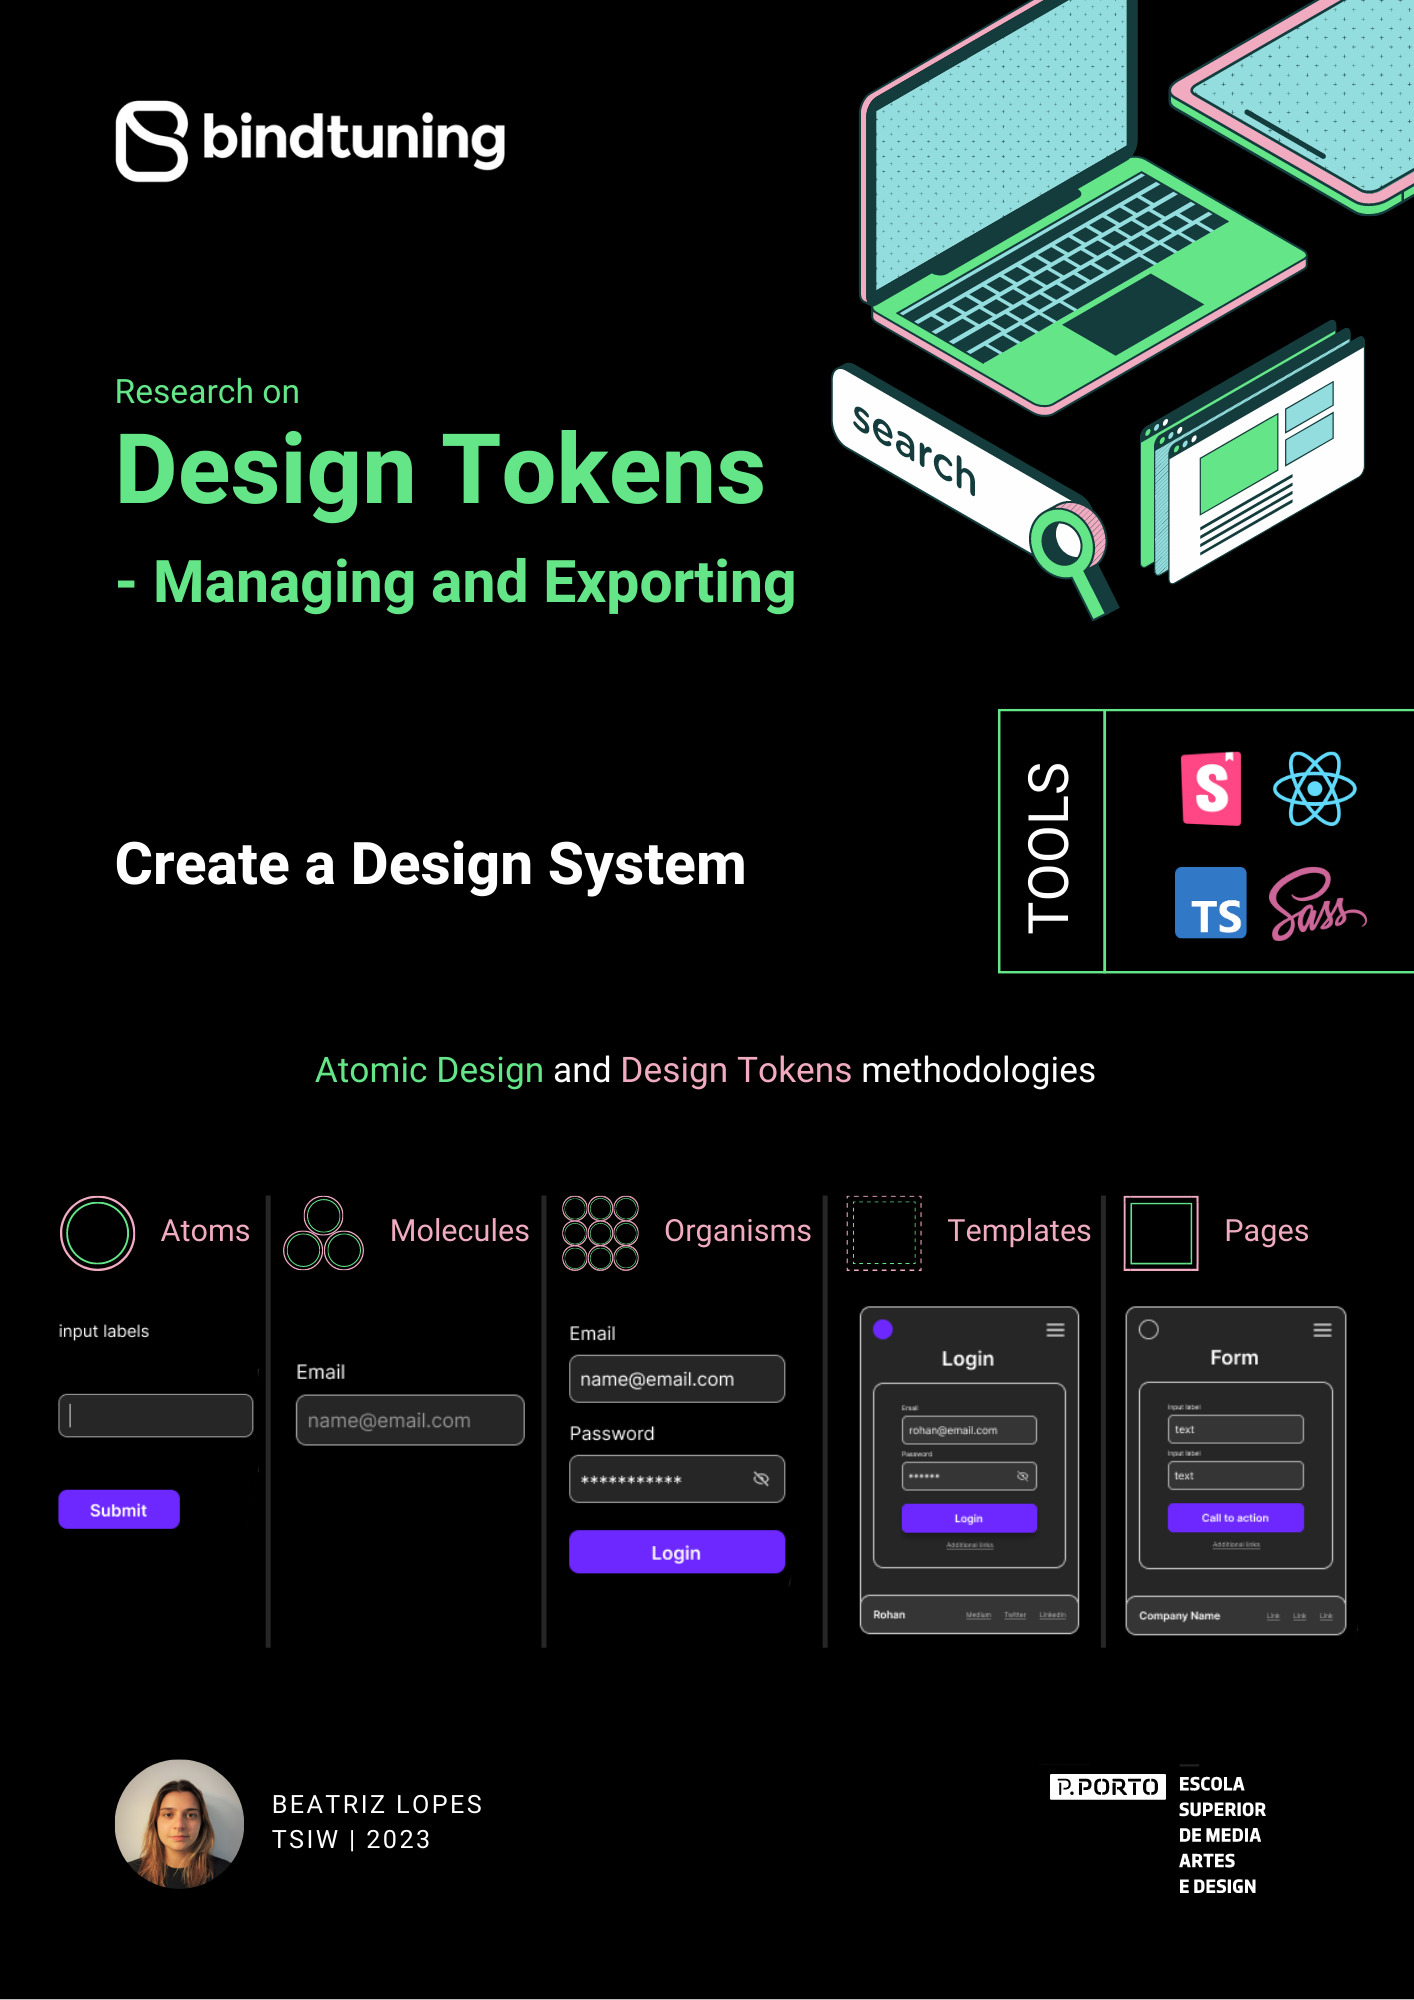 bindtuning
Research on
Design Tokens
- Managing and Exporting
search
TOOLS
S
TS
Sass
Create a Design System
Atomic Design and Design Tokens methodologies
Atoms
input labels
Submit
Molecules
Email
name@email.com
Organisms
Email
name@email.com
Password
***********
Login
Templates
Login
Email
rohan@email.com
Password
******
Login
Additional links
Rohan Medium Twitter LinkedIn
Pages
Form
Input label
text
Input label
text
Call to action
Additional links
Company Name Link Link Link
BEATRIZ LOPES
TSIW | 2023
P.PORTO
ESCOLA
SUPERIOR
DE MEDIA
ARTES
E DESIGN